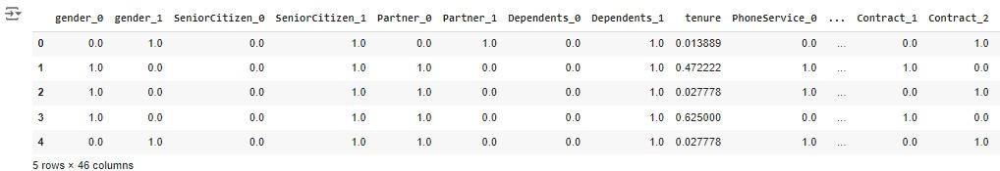 gender_0 gender_1 SeniorCitizen_0 SeniorCitizen_1 Partner_0 Partner_1 Dependents_0 Dependents_1 tenure PhoneService_0 ... Contract_1 Contract_2
0 0.0 1.0 0.0 1.0 0.0 1.0 0.0 1.0 0.013889 0.0 ... 0.0 1.0
1 1.0 0.0 0.0 1.0 1.0 0.0 0.0 1.0 0.472222 1.0 ... 1.0 0.0
2 1.0 0.0 0.0 1.0 1.0 0.0 0.0 1.0 0.027778 1.0 ... 0.0 1.0
3 1.0 0.0 0.0 1.0 1.0 0.0 0.0 1.0 0.625000 0.0 ... 1.0 0.0
4 0.0 1.0 0.0 1.0 1.0 0.0 0.0 1.0 0.027778 1.0 ... 0.0 1.0
5 rows × 46 columns